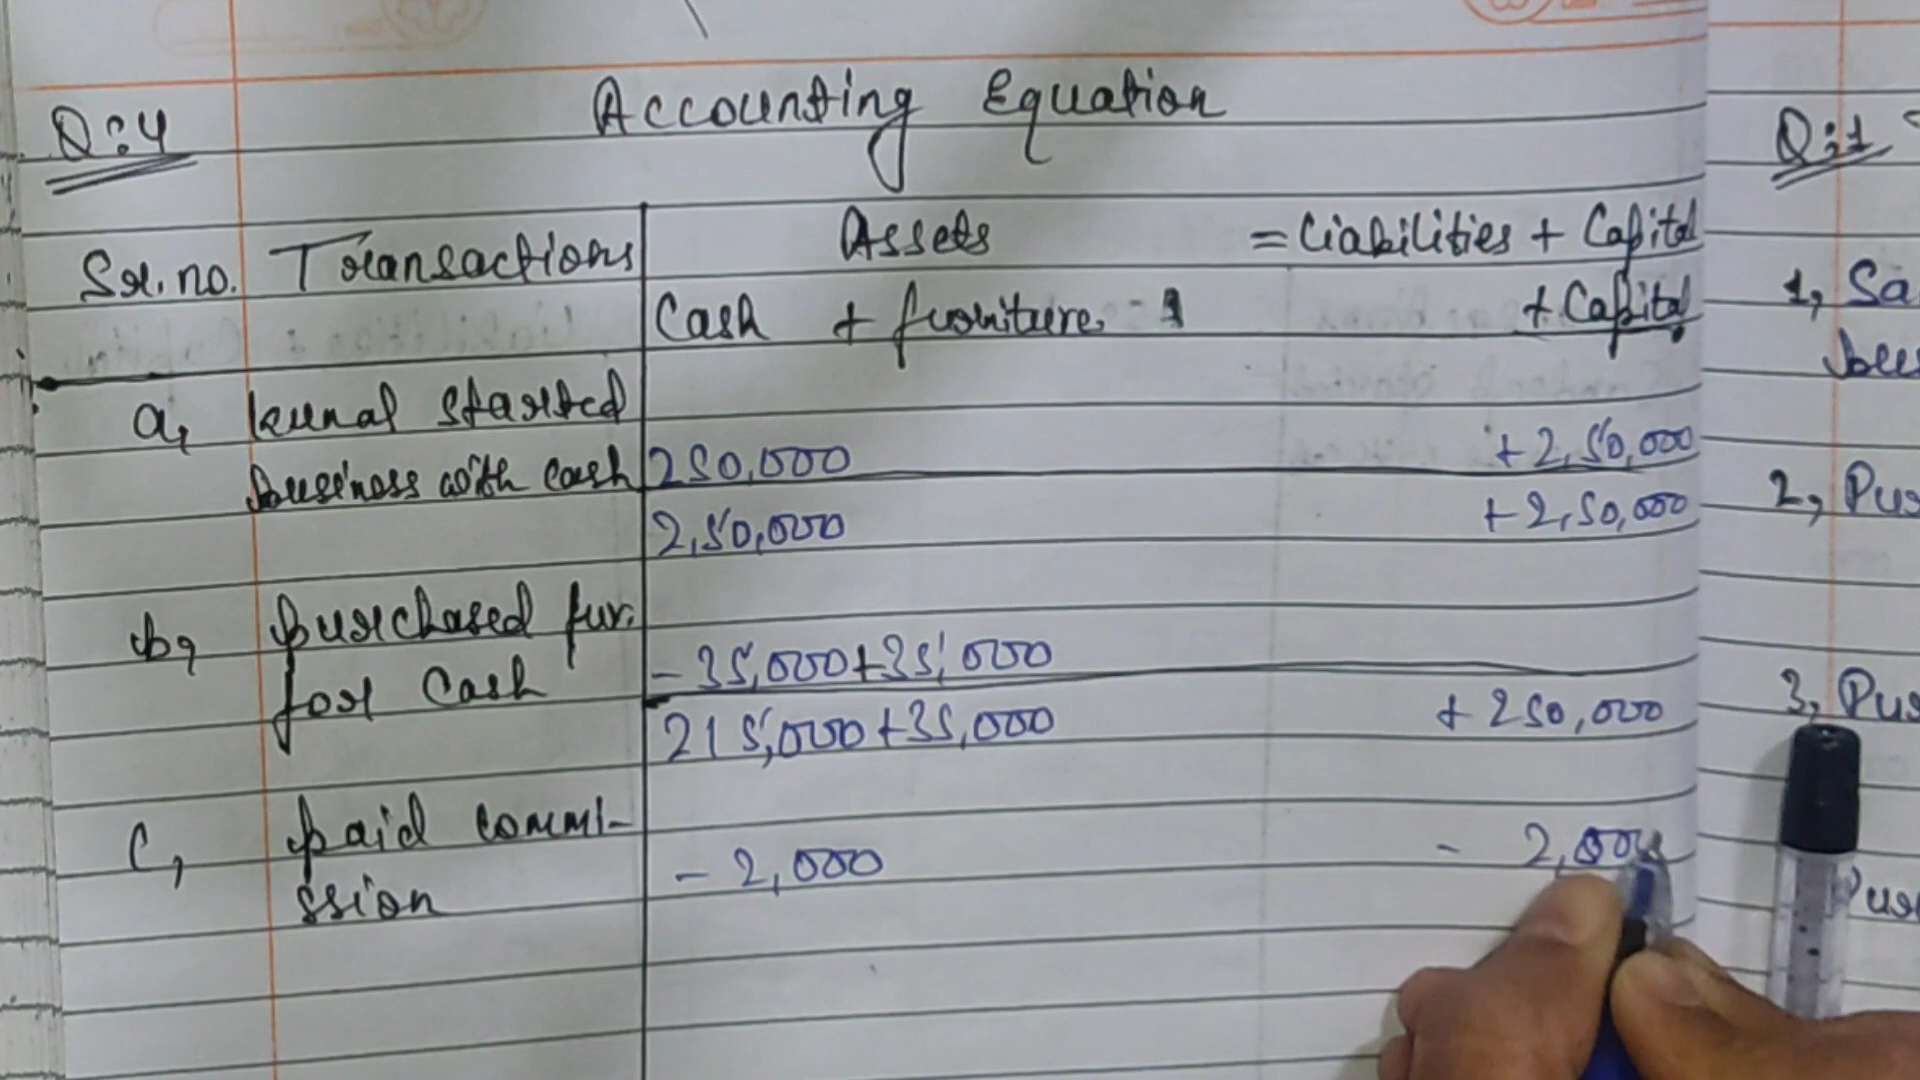 Q:4 Accounting Equation
Sr.no. Transactions Assets = Liabilities + Capital
Cash + furniture + Capital
a, kunal started
business with cash 250,000 +2,50,000
2,50,000 +2,50,000
b, purchased fur.
for Cash - 35,000+35,000
215,000+35,000 + 250,000
C, paid commi-
ssion - 2,000 - 2,000
Q:1
1, Sa
2, Pur
3, Pur